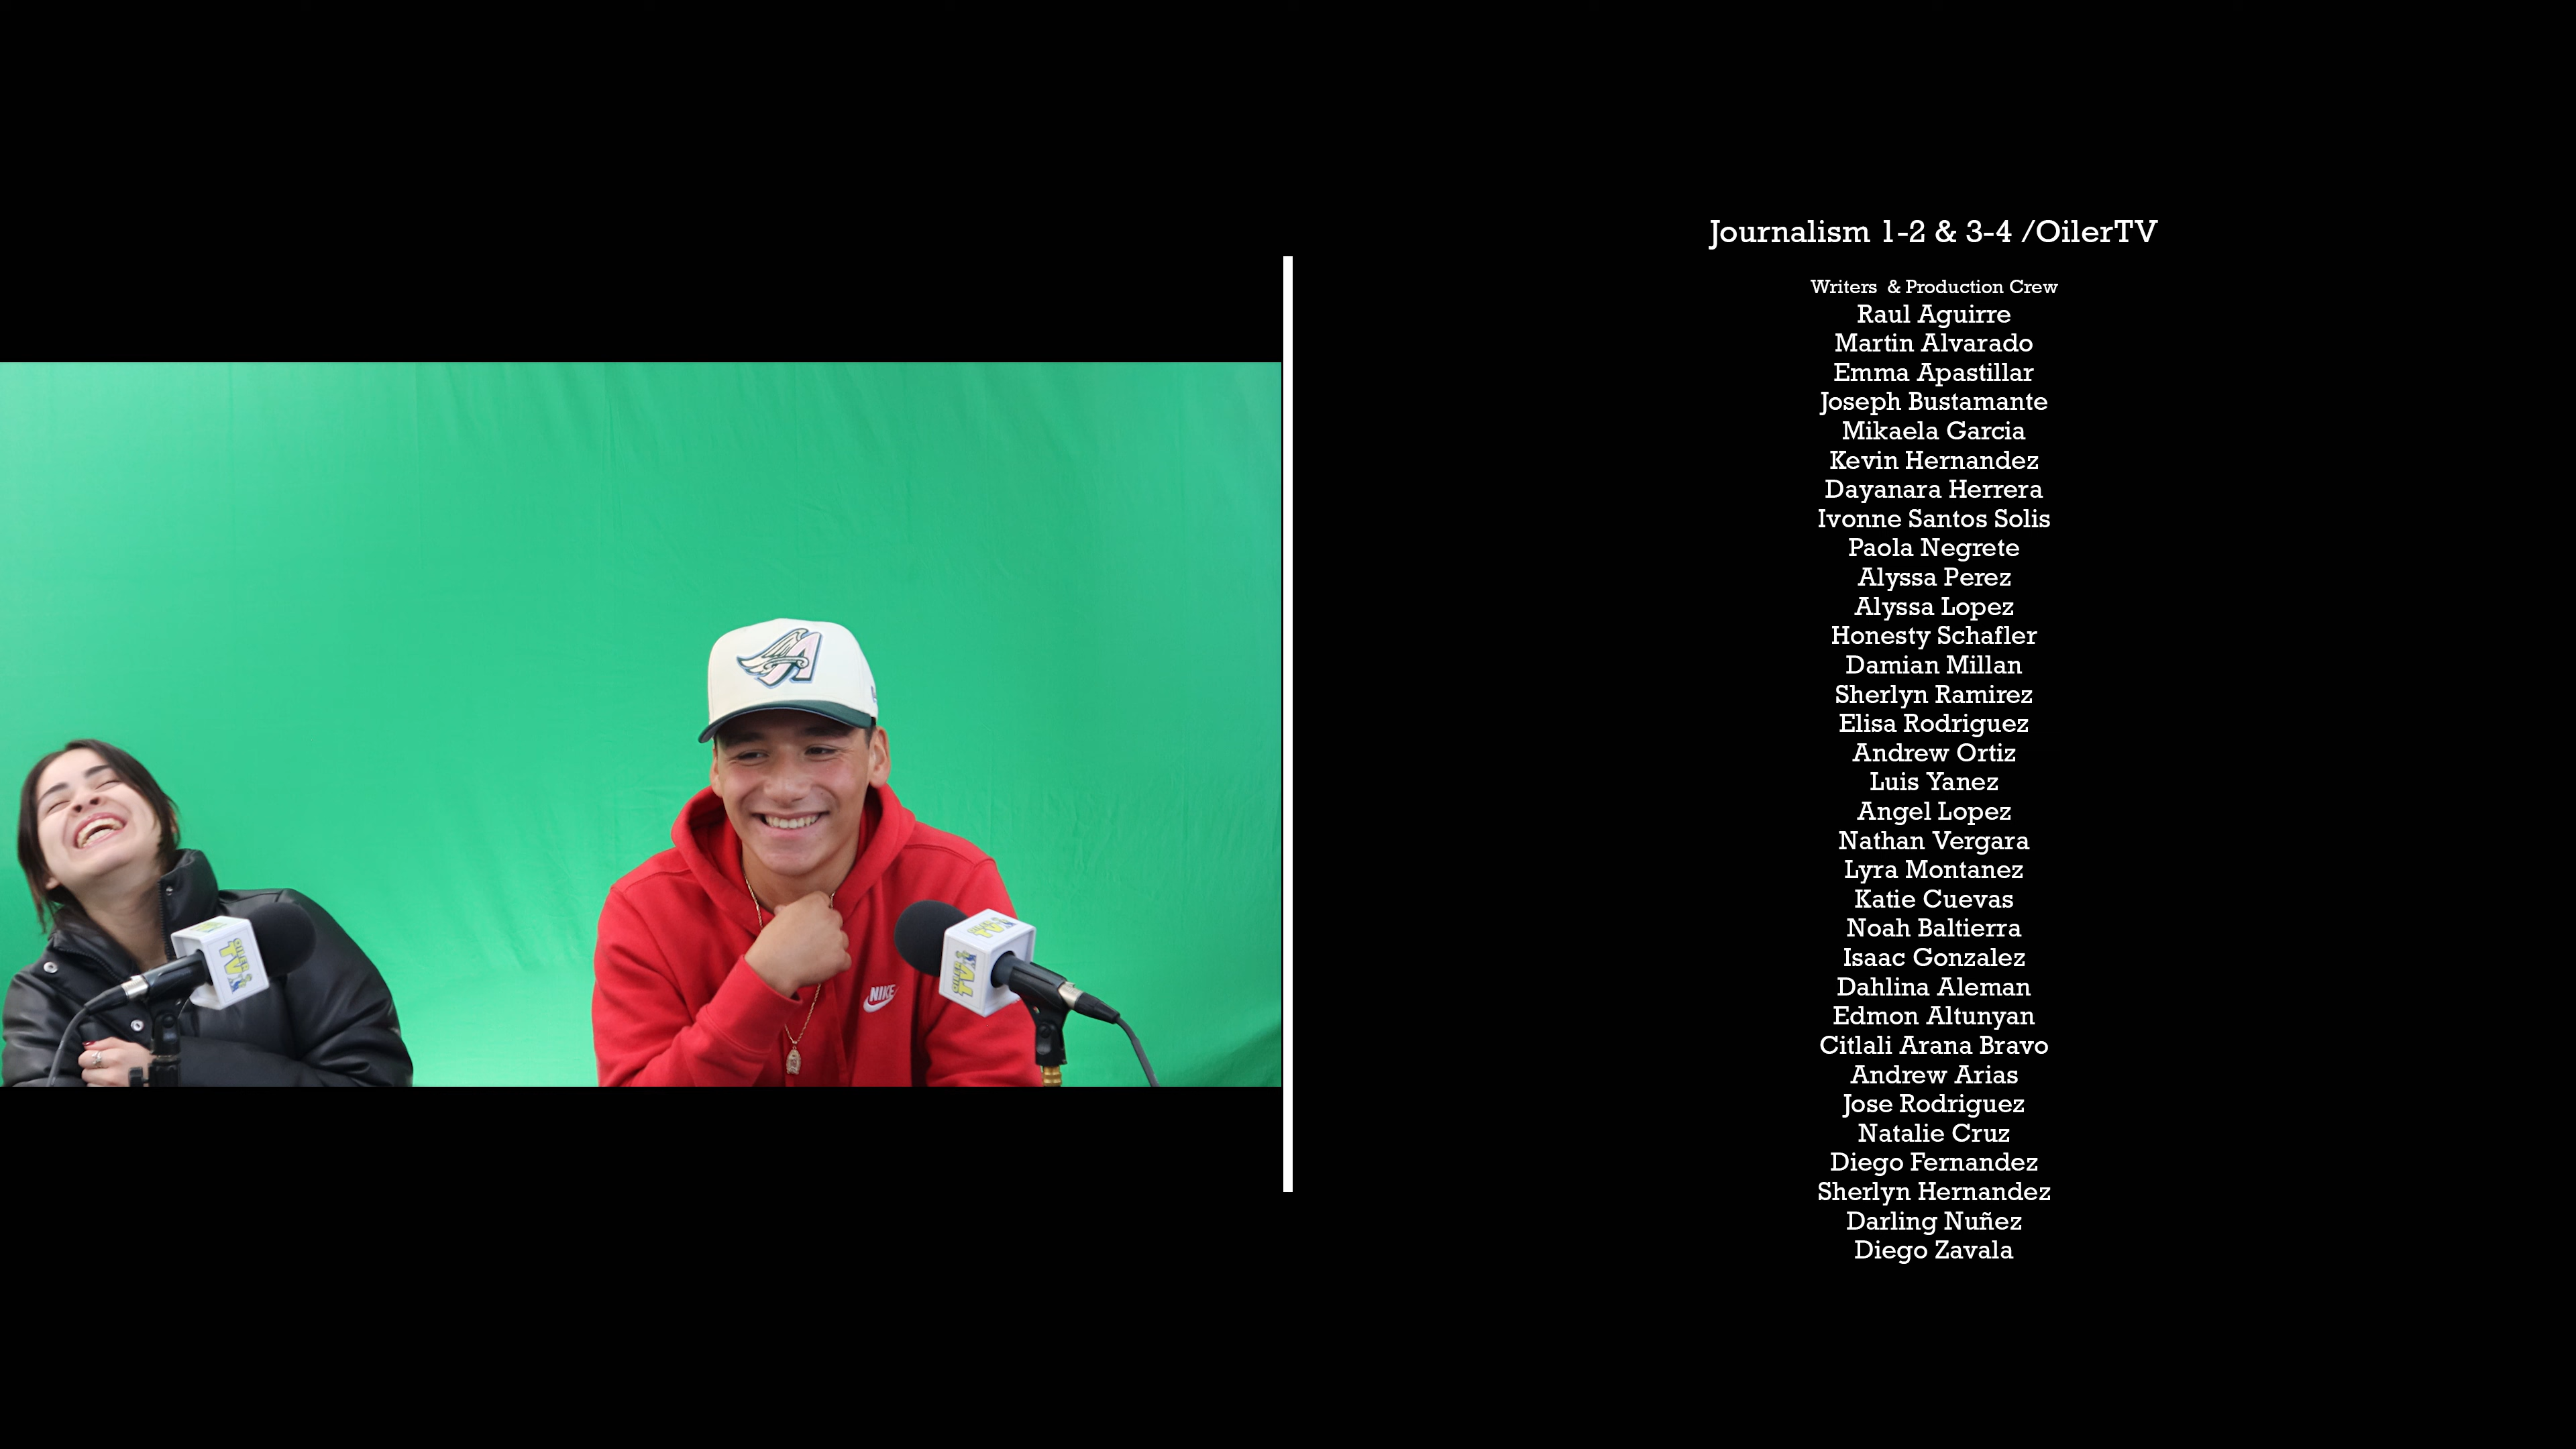 A
NIKE
OILER
TV
OILER
TV
Journalism 1-2 & 3-4 /OilerTV
Writers & Production Crew
Raul Aguirre
Martin Alvarado
Emma Apastillar
Joseph Bustamante
Mikaela Garcia
Kevin Hernandez
Dayanara Herrera
Ivonne Santos Solis
Paola Negrete
Alyssa Perez
Alyssa Lopez
Honesty Schafler
Damian Millan
Sherlyn Ramirez
Elisa Rodriguez
Andrew Ortiz
Luis Yanez
Angel Lopez
Nathan Vergara
Lyra Montanez
Katie Cuevas
Noah Baltierra
Isaac Gonzalez
Dahlina Aleman
Edmon Altunyan
Citlali Arana Bravo
Andrew Arias
Jose Rodriguez
Natalie Cruz
Diego Fernandez
Sherlyn Hernandez
Darling Nuñez
Diego Zavala